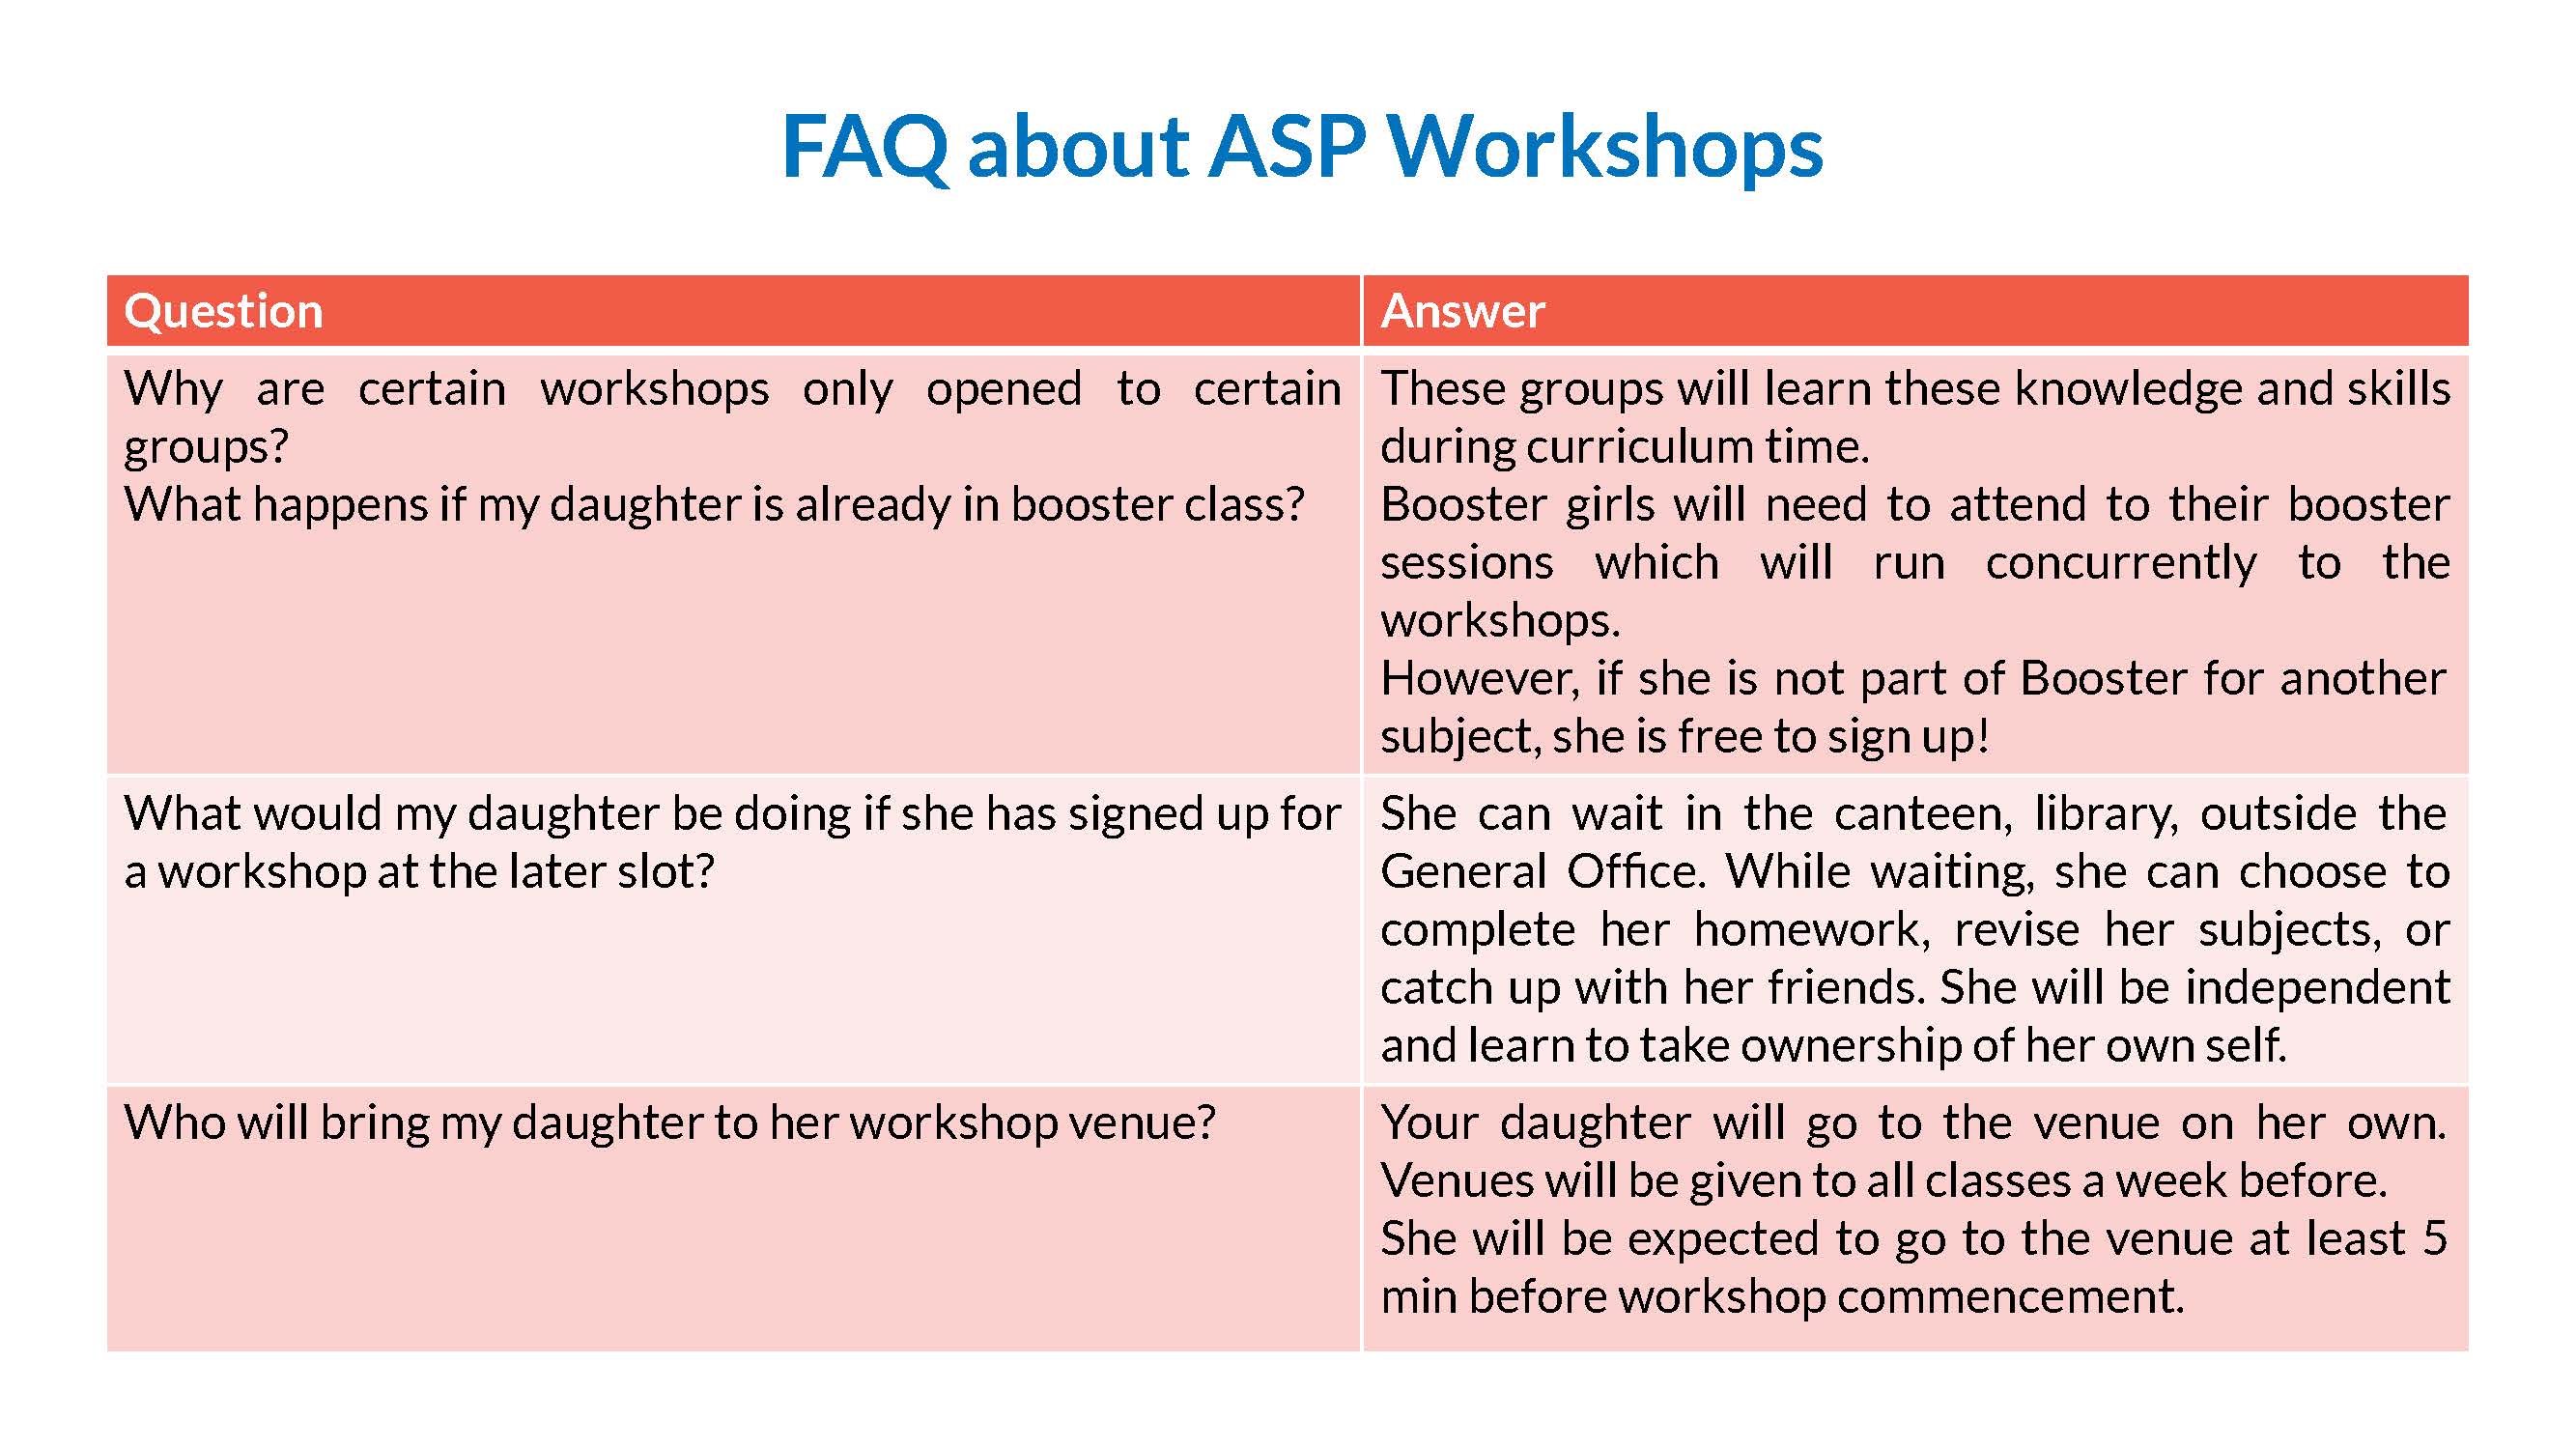 FAQ about ASP Workshops
Question
Answer
Why are certain workshops only opened to certain
groups?
What happens if my daughter is already in booster class?
These groups will learn these knowledge and skills
during curriculum time.
Booster girls will need to attend to their booster
sessions which will run concurrently to the
workshops.
However, if she is not part of Booster for another
subject, she is free to sign up!
What would my daughter be doing if she has signed up for
a workshop at the later slot?
She can wait in the canteen, library, outside the
General Office. While waiting, she can choose to
complete her homework, revise her subjects, or
catch up with her friends. She will be independent
and learn to take ownership of her own self.
Who will bring my daughter to her workshop venue?
Your daughter will go to the venue on her own.
Venues will be given to all classes a week before.
She will be expected to go to the venue at least 5
min before workshop commencement.